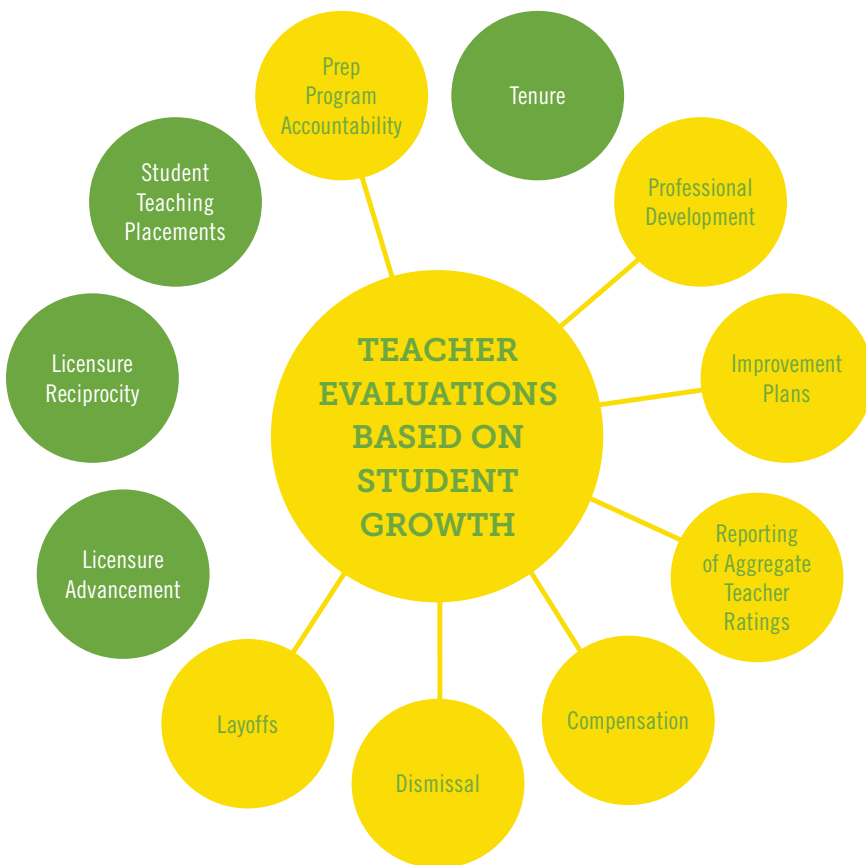 Prep
Program
Accountability
Tenure
Student
Teaching
Placements
Professional
Development
Licensure
Reciprocity
TEACHER
EVALUATIONS
BASED ON
STUDENT
GROWTH
Improvement
Plans
Licensure
Advancement
Reporting
of Aggregate
Teacher
Ratings
Layoffs
Compensation
Dismissal